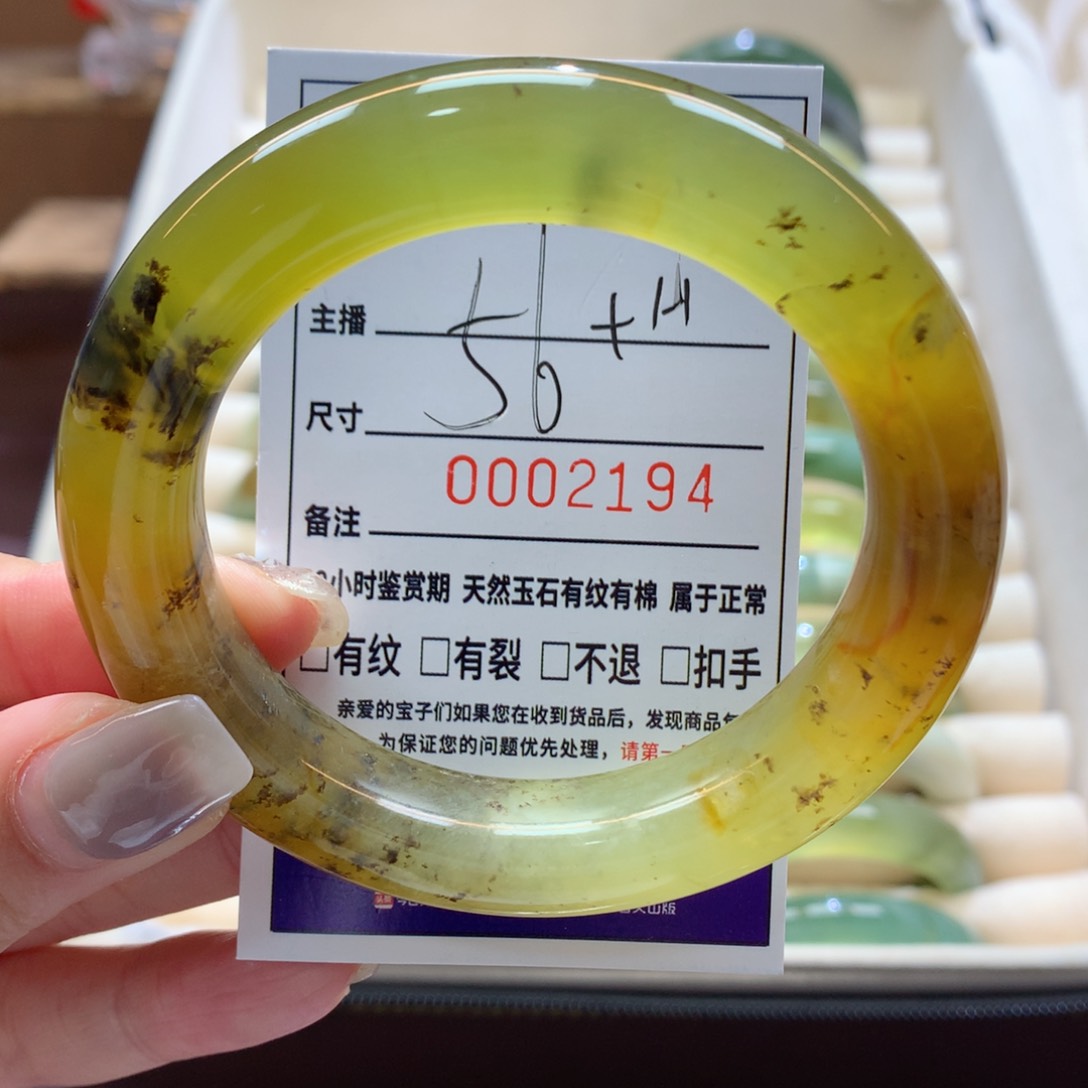 主播
56 +
尺寸
0002194
备注
小时鉴赏期 天然玉石有纹有棉 属于正常
□有纹 □有裂 □不退 □扣手
亲爱的宝子们如果您在收到货品后，发现商品
为保证您的问题优先处理，请第一